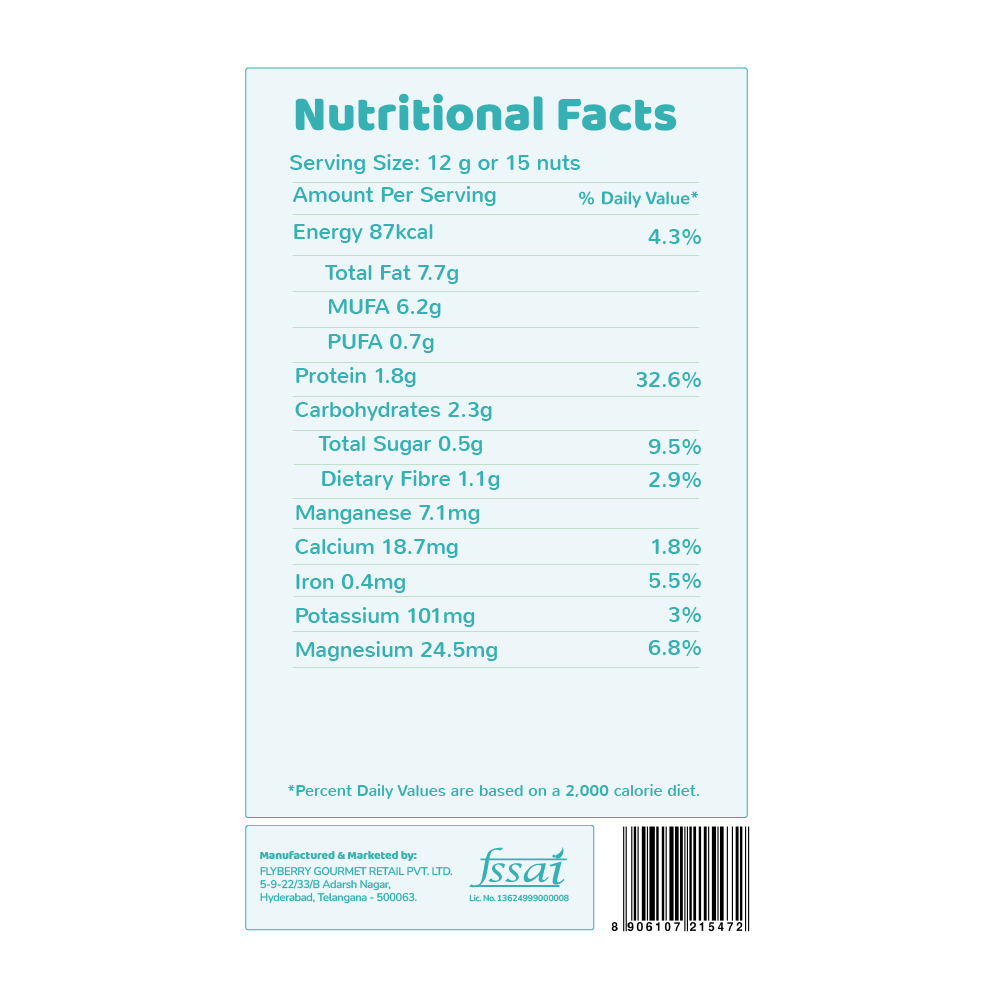 Nutritional Facts
Serving Size: 12 g or 15 nuts
Amount Per Serving % Daily Value*
Energy 87kcal 4.3%
Total Fat 7.7g
MUFA 6.2g
PUFA 0.7g
Protein 1.8g 32.6%
Carbohydrates 2.3g
Total Sugar 0.5g 9.5%
Dietary Fibre 1.1g 2.9%
Manganese 7.1mg
Calcium 18.7mg 1.8%
Iron 0.4mg 5.5%
Potassium 101mg 3%
Magnesium 24.5mg 6.8%
*Percent Daily Values are based on a 2,000 calorie diet.
Manufactured & Marketed by:
FLYBERRY GOURMET RETAIL PVT. LTD.
5-9-22/33/B Adarsh Nagar,
Hyderabad, Telangana - 500063.
fssai
Lic. No. 13624999000008
8 906107 215472